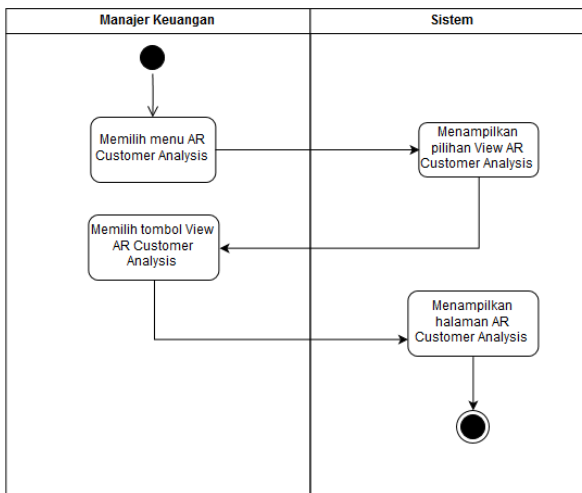 Manajer Keuangan
Sistem
Memilih menu AR
Customer Analysis
Menampilkan
pilihan View AR
Customer Analysis
Memilih tombol View
AR Customer
Analysis
Menampilkan
halaman AR
Customer Analysis